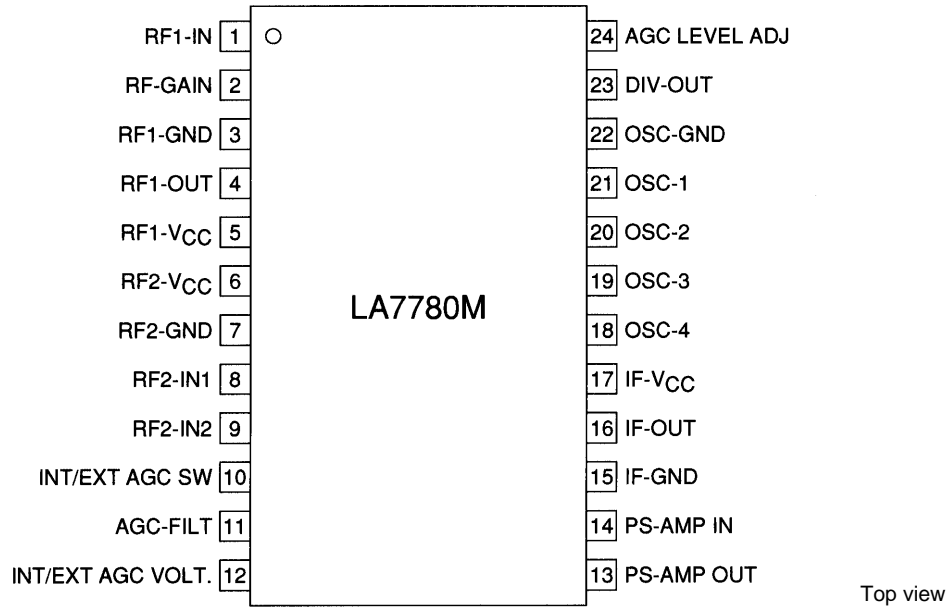 RF1-IN 1 24 AGC LEVEL ADJ
RF-GAIN 2 23 DIV-OUT
RF1-GND 3 22 OSC-GND
RF1-OUT 4 21 OSC-1
RF1-VCC 5 20 OSC-2
RF2-VCC 6 19 OSC-3
LA7780M
RF2-GND 7 18 OSC-4
RF2-IN1 8 17 IF-VCC
RF2-IN2 9 16 IF-OUT
INT/EXT AGC SW 10 15 IF-GND
AGC-FILT 11 14 PS-AMP IN
INT/EXT AGC VOLT. 12 13 PS-AMP OUT
Top view